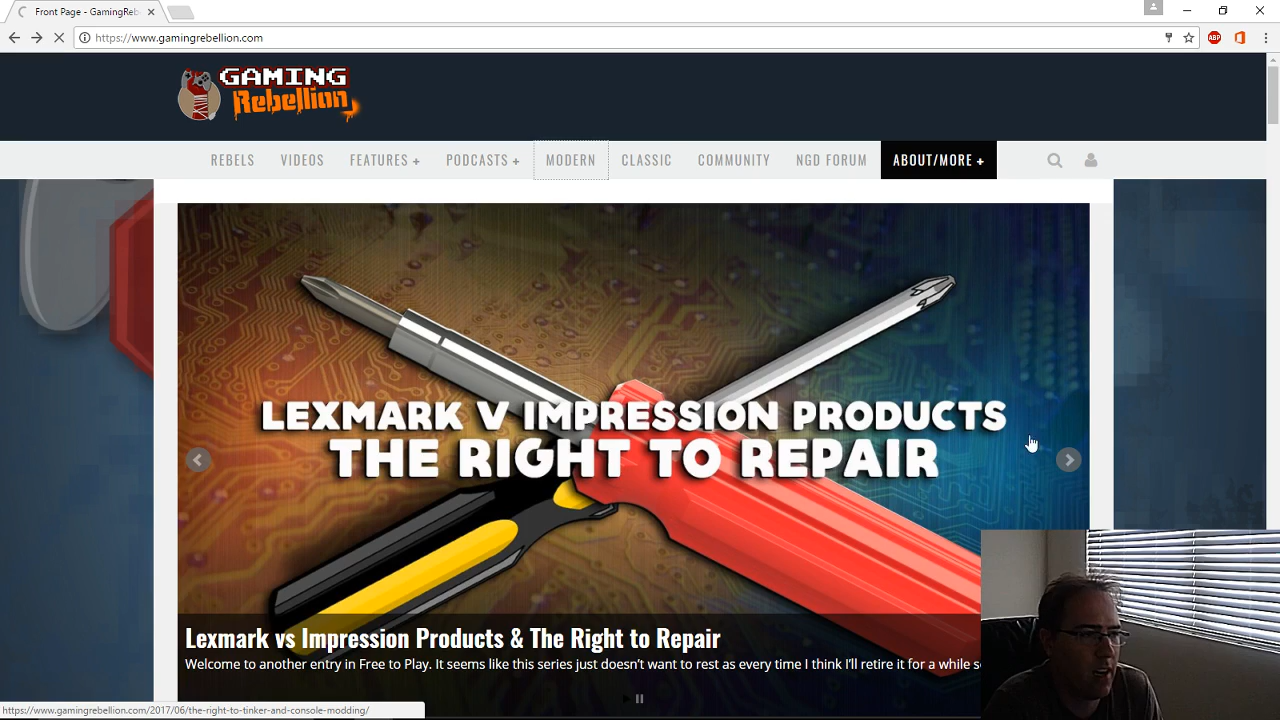 Front Page - GamingReb
https://www.gamingrebellion.com
ABP
GAMING
Rebellion
REBELS VIDEOS FEATURES + PODCASTS + MODERN CLASSIC COMMUNITY NGD FORUM ABOUT/MORE +
LEXMARK V IMPRESSION PRODUCTS
THE RIGHT TO REPAIR
Lexmark vs Impression Products & The Right to Repair
Welcome to another entry in Free to Play. It seems like this series just doesn't want to rest as every time I think I'll retire it for a while s
https://www.gamingrebellion.com/2017/06/the-right-to-tinker-and-console-modding/